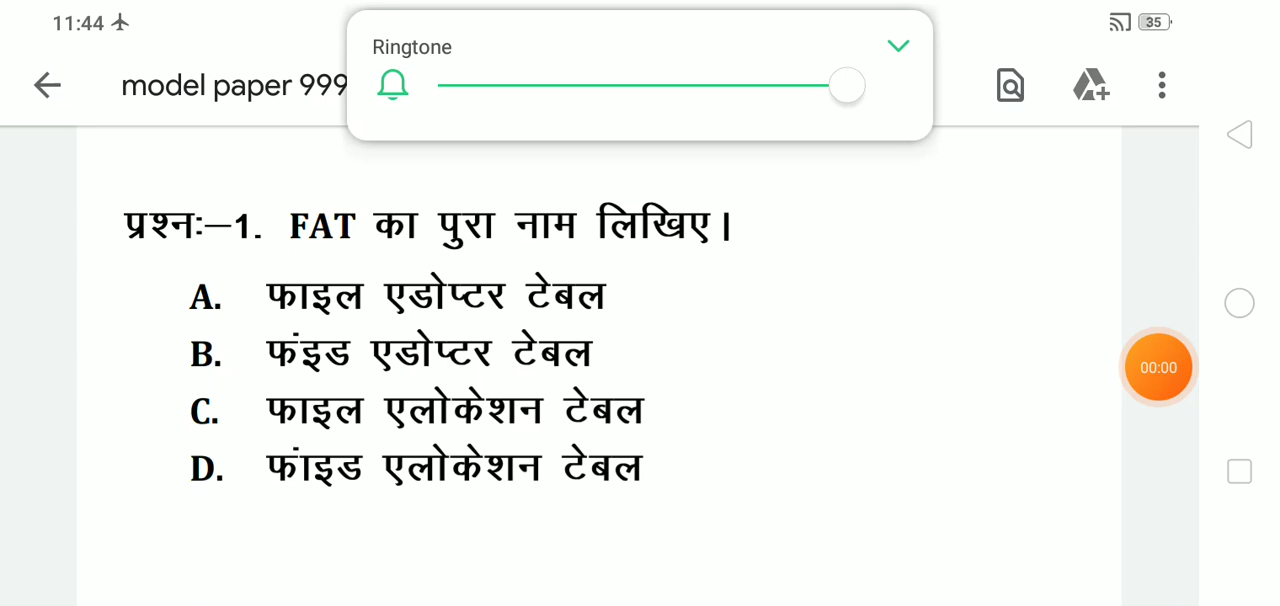 11:44
35
Ringtone
model paper 999
प्रश्नः–1. FAT का पुरा नाम लिखिए।
A. फाइल एडोप्टर टेबल
B. फंइड एडोप्टर टेबल
C. फाइल एलोकेशन टेबल
D. फांइड एलोकेशन टेबल
00:00